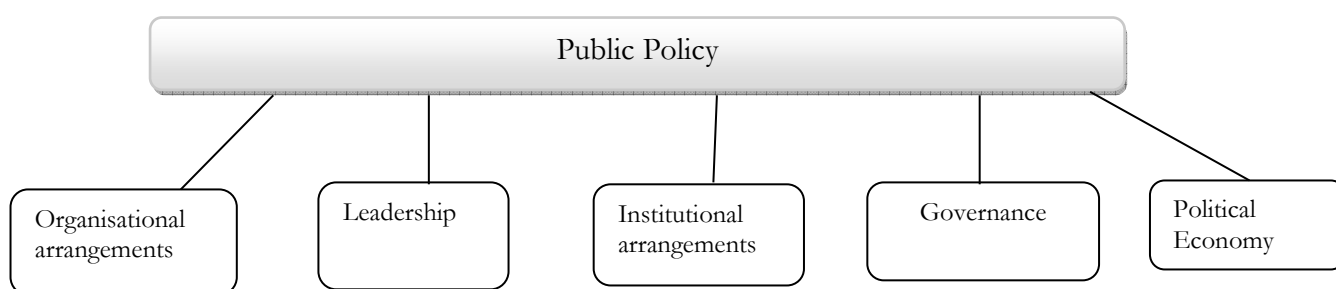 Public Policy
Organisational
arrangements
Leadership
Institutional
arrangements
Governance
Political
Economy